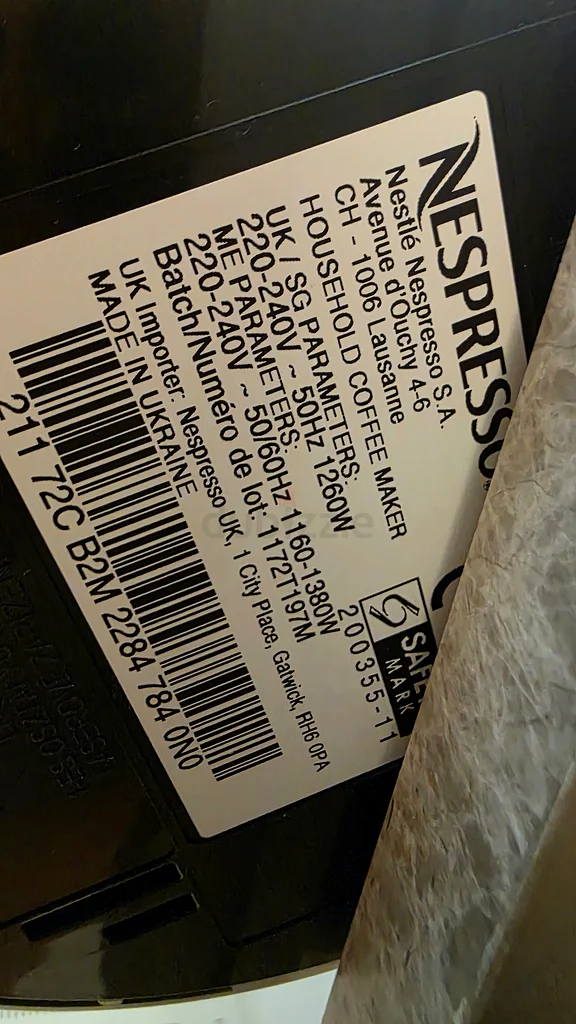 NESPRESSO
Nestlé Nespresso S.A.
Avenue d'Ouchy 4-6
CH - 1006 Lausanne
HOUSEHOLD COFFEE MAKER
UK / SG PARAMETERS:
220-240V ~ 50Hz 1260W
ME PARAMETERS:
220-240V ~ 50/60Hz 1160-1380W
Batch/Numéro de lot: 1172T197M
UK Importer: Nespresso UK, 1 City Place, Gatwick, RH6 0PA
MADE IN UKRAINE
211 72C B2M 2284 784 0N0
MARK
200355-11
dubizzle